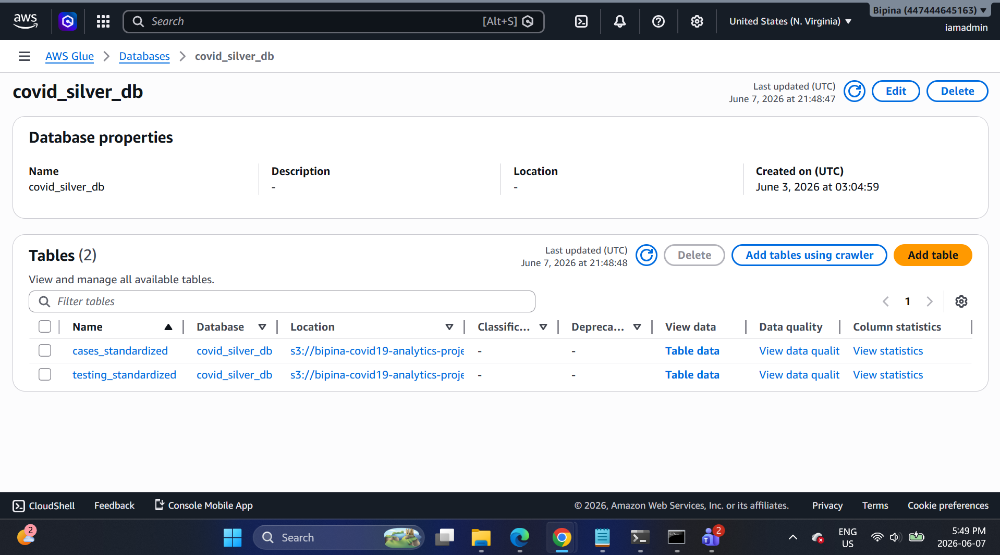 aws
Search
[Alt+S]
United States (N. Virginia) ▼
Bipina (447444645163) ▼
iamadmin
AWS Glue > Databases > covid_silver_db
covid_silver_db
Last updated (UTC)
June 7, 2026 at 21:48:47
Edit
Delete
Database properties
Name
covid_silver_db
Description
-
Location
-
Created on (UTC)
June 3, 2026 at 03:04:59
Tables (2)
Last updated (UTC)
June 7, 2026 at 21:48:48
Delete
Add tables using crawler
Add table
View and manage all available tables.
Filter tables
1
Name Database Location Classific... Depreca... View data Data quality Column statistics
cases_standardized covid_silver_db s3://bipina-covid19-analytics-proje - - Table data View data qualit View statistics
testing_standardized covid_silver_db s3://bipina-covid19-analytics-proje - - Table data View data qualit View statistics
CloudShell Feedback Console Mobile App © 2026, Amazon Web Services, Inc. or its affiliates. Privacy Terms Cookie preferences
2
Search
T
2
ENG
US
5:49 PM
2026-06-07